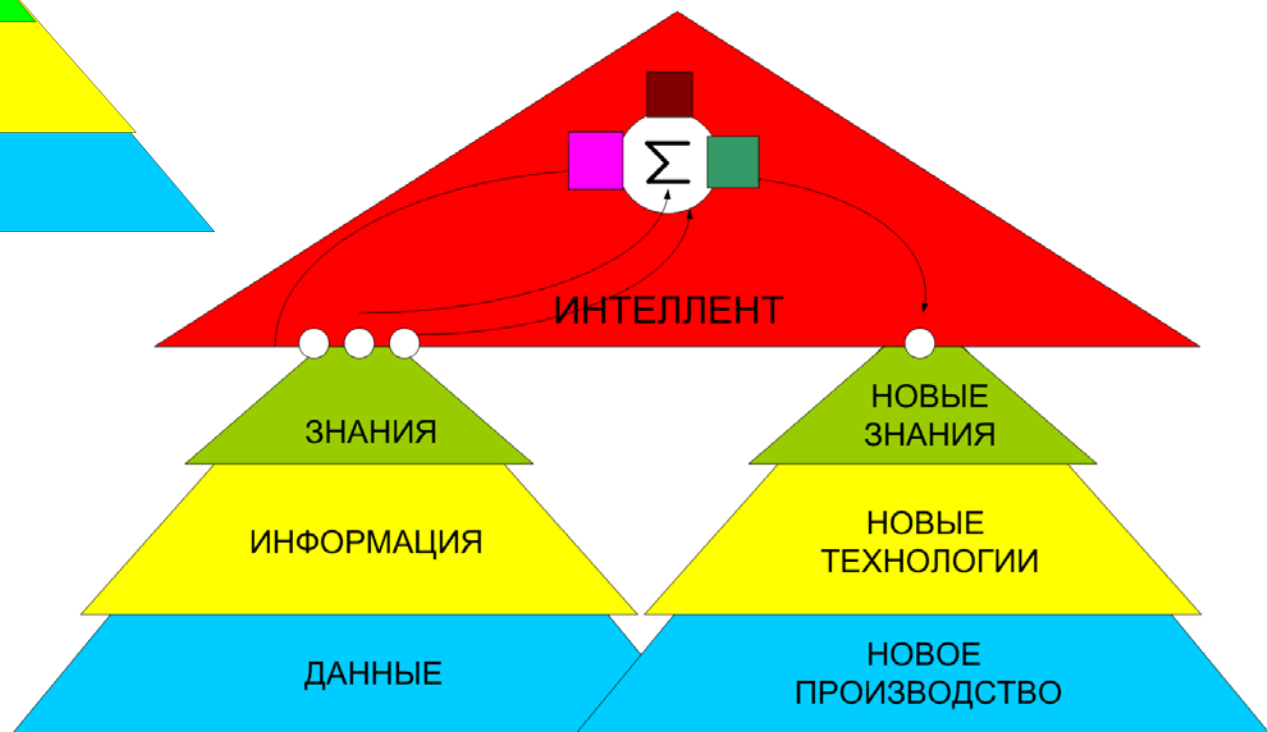 Σ
ИНТЕЛЛЕНТ
ЗНАНИЯ
ИНФОРМАЦИЯ
ДАННЫЕ
НОВЫЕ
ЗНАНИЯ
НОВЫЕ
ТЕХНОЛОГИИ
НОВОЕ
ПРОИЗВОДСТВО